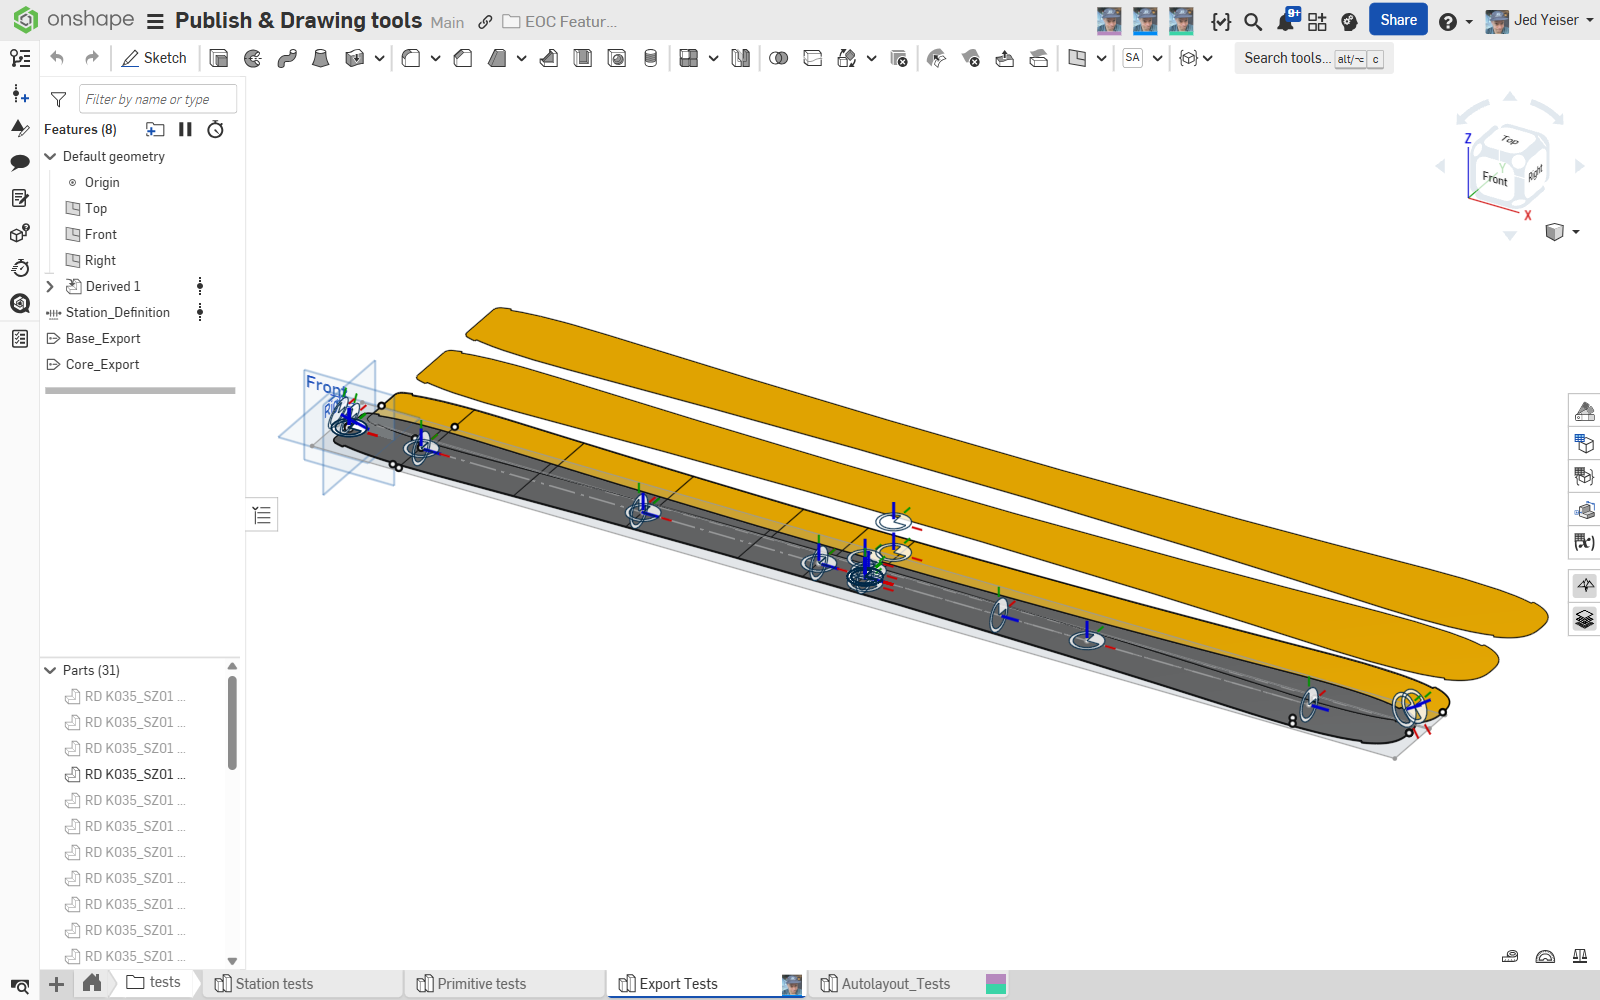 onshape
Publish & Drawing tools
Main
EOC Featur...
9+
Share
Jed Yeiser
Sketch
SA
Search tools...
alt/⌥
c
Filter by name or type
Features (8)
Default geometry
Origin
Top
Front
Right
Derived 1
Station_Definition
Base_Export
Core_Export
Front
Z
Top
Y
Front
Right
X
(x)
Parts (31)
RD K035_SZ01 ...
RD K035_SZ01 ...
RD K035_SZ01 ...
RD K035_SZ01 ...
RD K035_SZ01 ...
RD K035_SZ01 ...
RD K035_SZ01 ...
RD K035_SZ01 ...
RD K035_SZ01 ...
RD K035_SZ01 ...
RD K035_SZ01 ...
tests
Station tests
Primitive tests
Export Tests
Autolayout_Tests